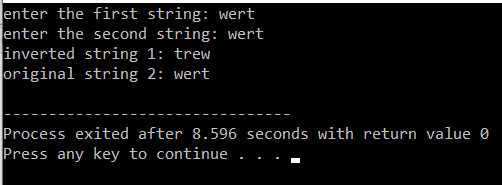 enter the first string: wert
enter the second string: wert
inverted string 1: trew
original string 2: wert
--------------------------------
Process exited after 8.596 seconds with return value 0
Press any key to continue . . .